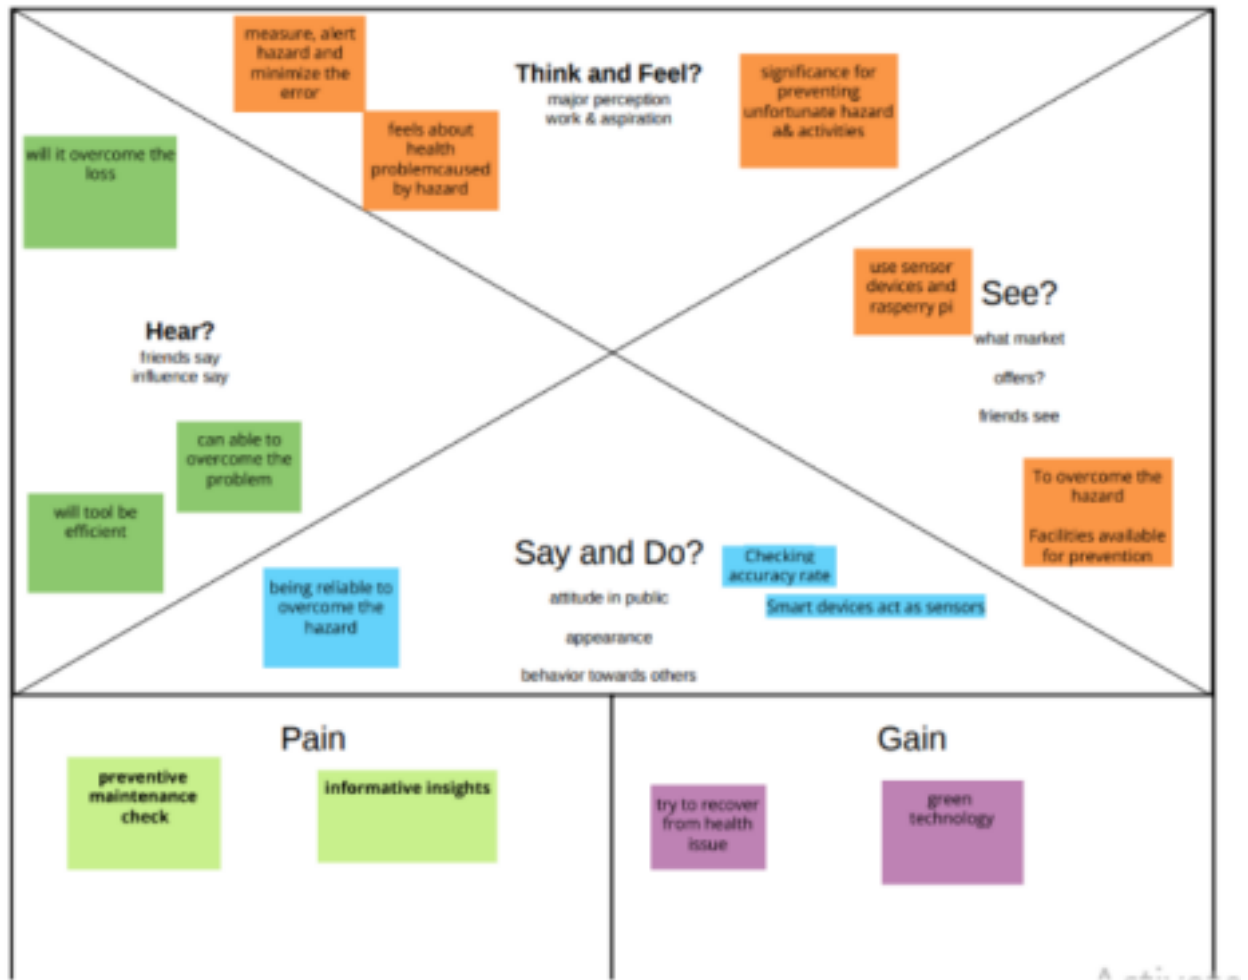 measure, alert
hazard and
minimize the
error
feels about
health
problemcaused
by hazard
Think and Feel?
major perception
work & aspiration
significance for
preventing
unfortunate hazard
a& activities
will it overcome the
loss
Hear?
friends say
influence say
can able to
overcome the
problem
will tool be
efficient
use sensor
devices and
rasperry pi
See?
what market
offers?
friends see
To overcome the
hazard
Facilities available
for prevention
Say and Do?
attitude in public
appearance
behavior towards others
being reliable to
overcome the
hazard
Checking
accuracy rate
Smart devices act as sensors
Pain
preventive
maintenance
check
informative insights
Gain
try to recover
from health
issue
green
technology